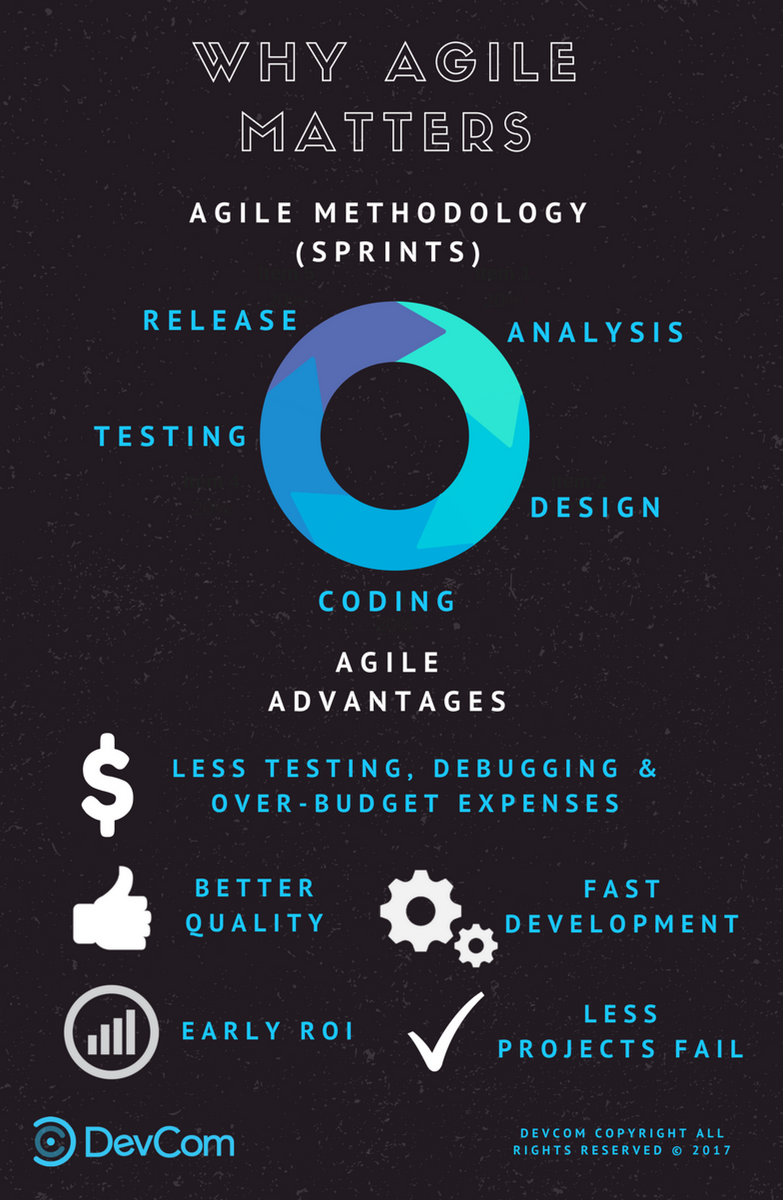 WHY AGILE
MATTERS
AGILE METHODOLOGY
(SPRINTS)
RELEASE
ANALYSIS
TESTING
DESIGN
CODING
AGILE
ADVANTAGES
$
LESS TESTING, DEBUGGING &
OVER-BUDGET EXPENSES
BETTER
QUALITY
FAST
DEVELOPMENT
EARLY ROI
LESS
PROJECTS FAIL
DevCom
DEVCOM COPYRIGHT ALL
RIGHTS RESERVED © 2017